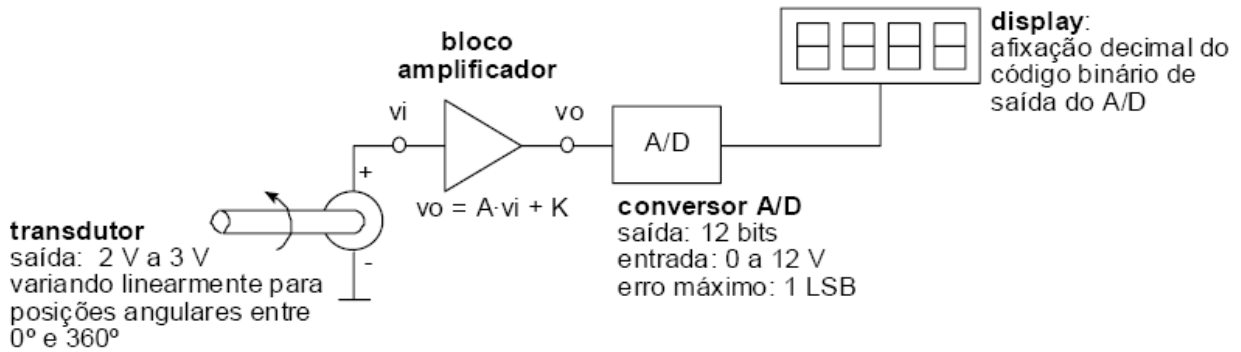 display:
afixação decimal do
código binário de
saída do A/D
bloco
amplificador
vi
vo
A/D
+
-
vo = A·vi + K
transdutor
saída: 2 V a 3 V
variando linearmente para
posições angulares entre
0º e 360º
conversor A/D
saída: 12 bits
entrada: 0 a 12 V
erro máximo: 1 LSB